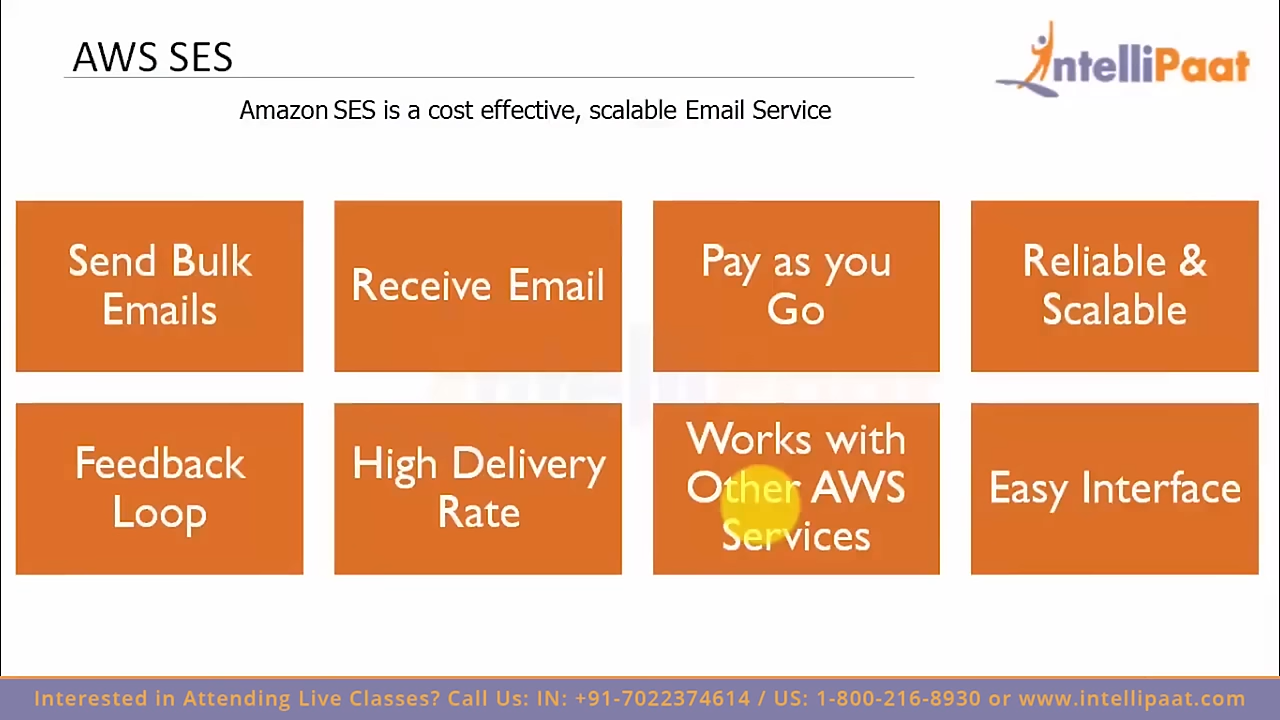 AWS SES
IntelliPaat
Amazon SES is a cost effective, scalable Email Service
Send Bulk
Emails
Receive Email
Pay as you
Go
Reliable &
Scalable
Feedback
Loop
High Delivery
Rate
Works with
Other AWS
Services
Easy Interface
Interested in Attending Live Classes? Call Us: IN: +91-7022374614 / US: 1-800-216-8930 or www.intellipaat.com